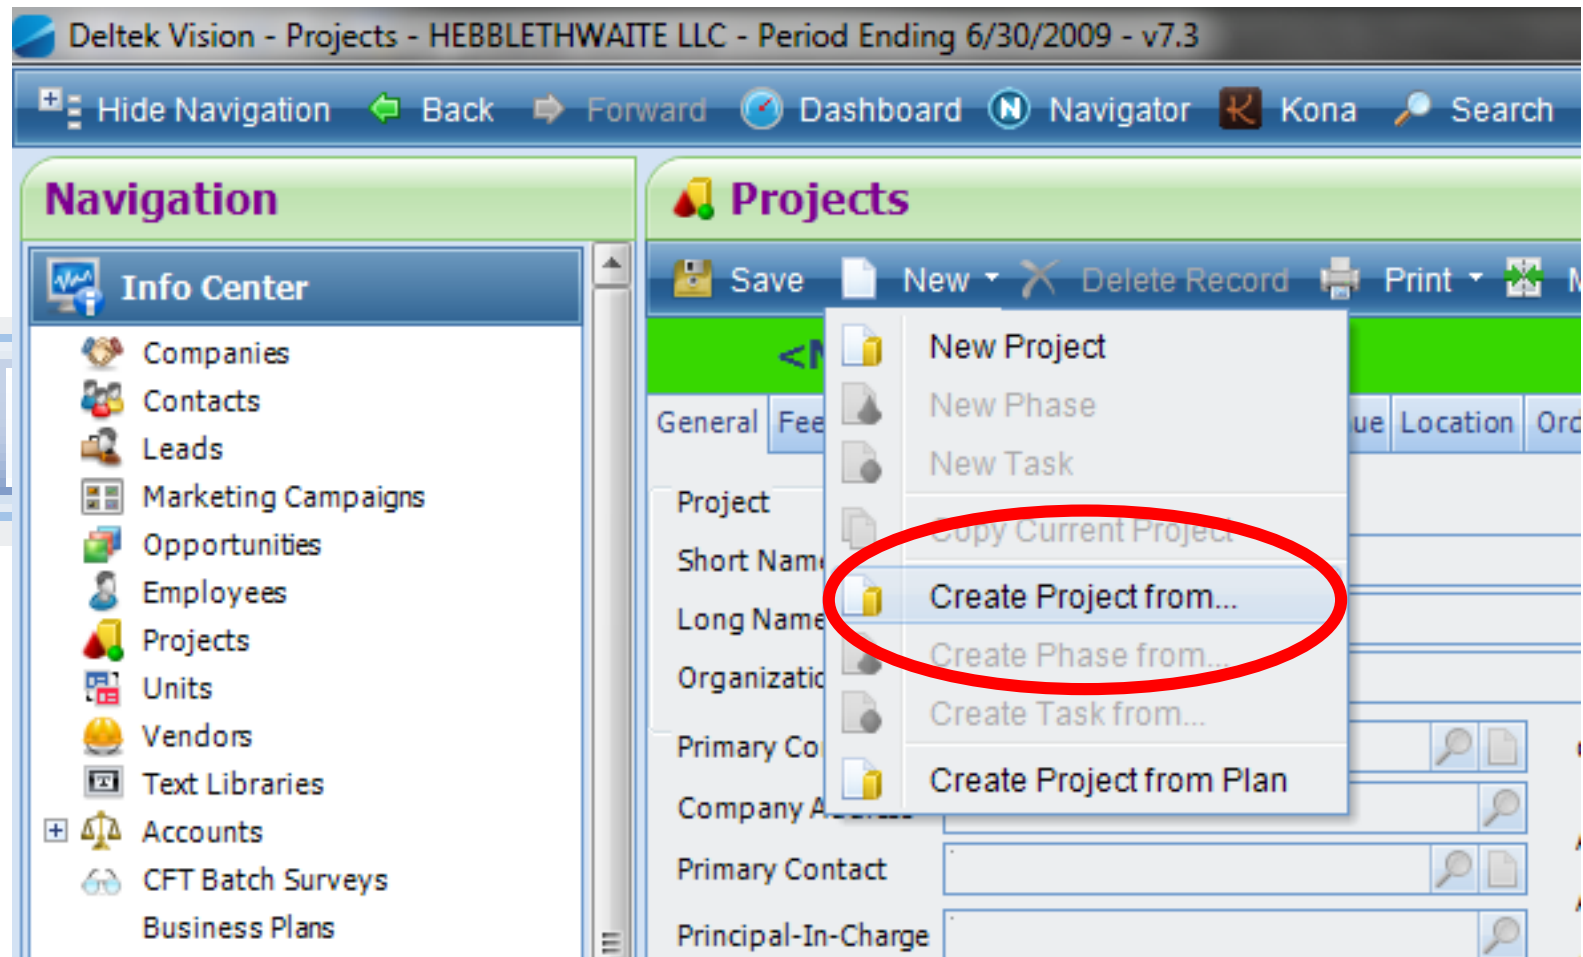 Deltek Vision - Projects - HEBBLETHWAITE LLC - Period Ending 6/30/2009 - v7.3
Hide Navigation Back Forward Dashboard Navigator Kona Search
Navigation
Info Center
Companies
Contacts
Leads
Marketing Campaigns
Opportunities
Employees
Projects
Units
Vendors
Text Libraries
Accounts
CFT Batch Surveys
Business Plans
Projects
Save New Delete Record Print
New Project
New Phase
New Task
Copy Current Project
Create Project from...
Create Phase from...
Create Task from...
Create Project from Plan
General Fee Location
Project
Short Name
Long Name
Primary
Company
Primary Contact
Principal-In-Charge